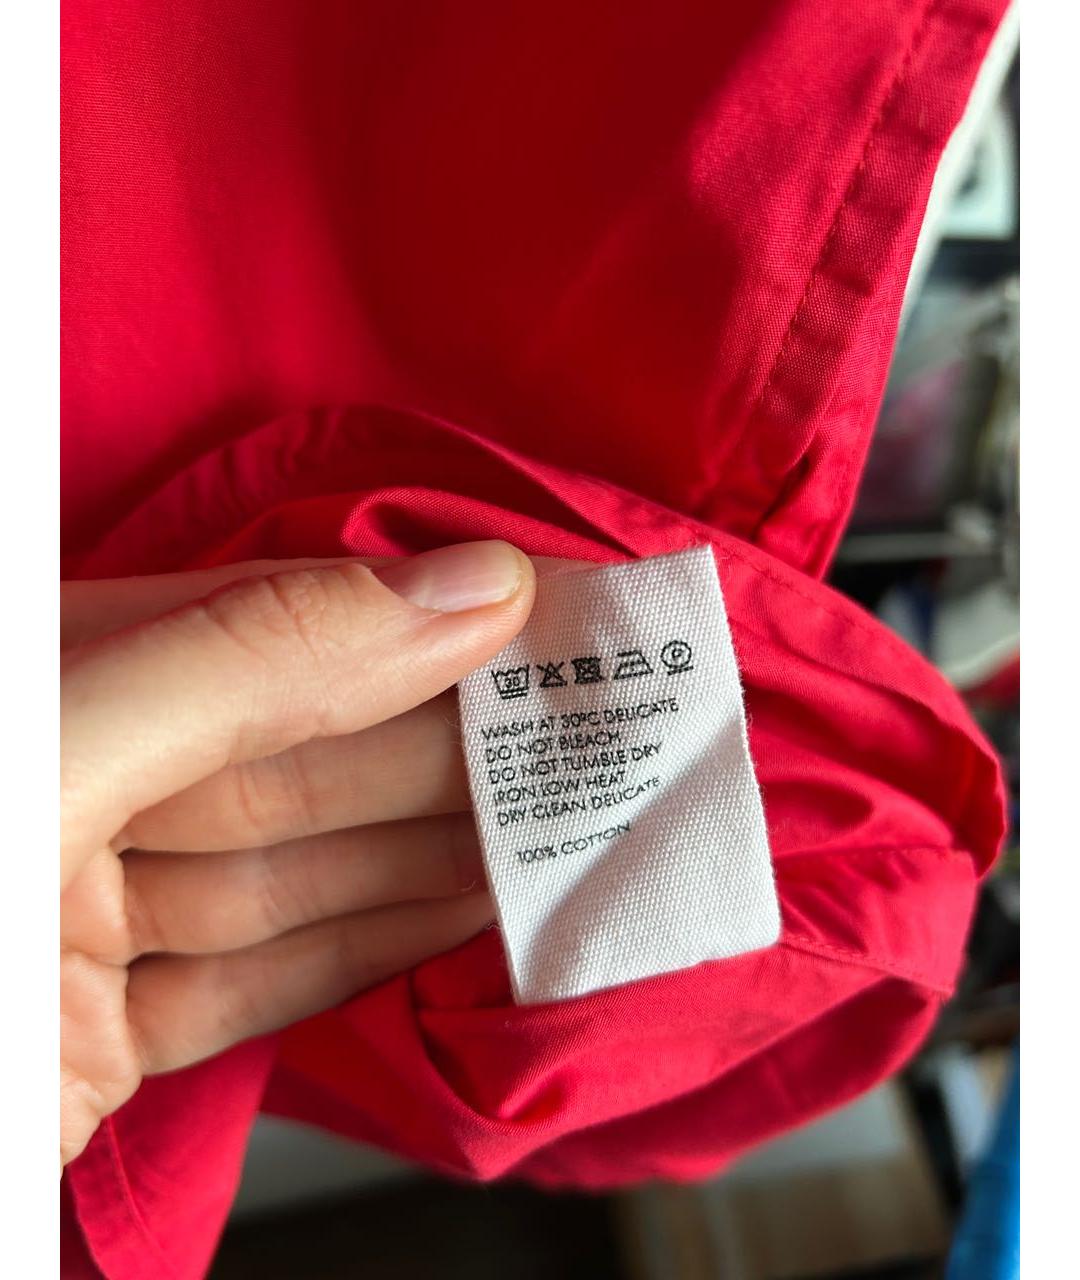 30 P
WASH AT 30ºC DELICATE
DO NOT BLEACH
DO NOT TUMBLE DRY
IRON LOW HEAT
DRY CLEAN DELICATE
100% COTTON